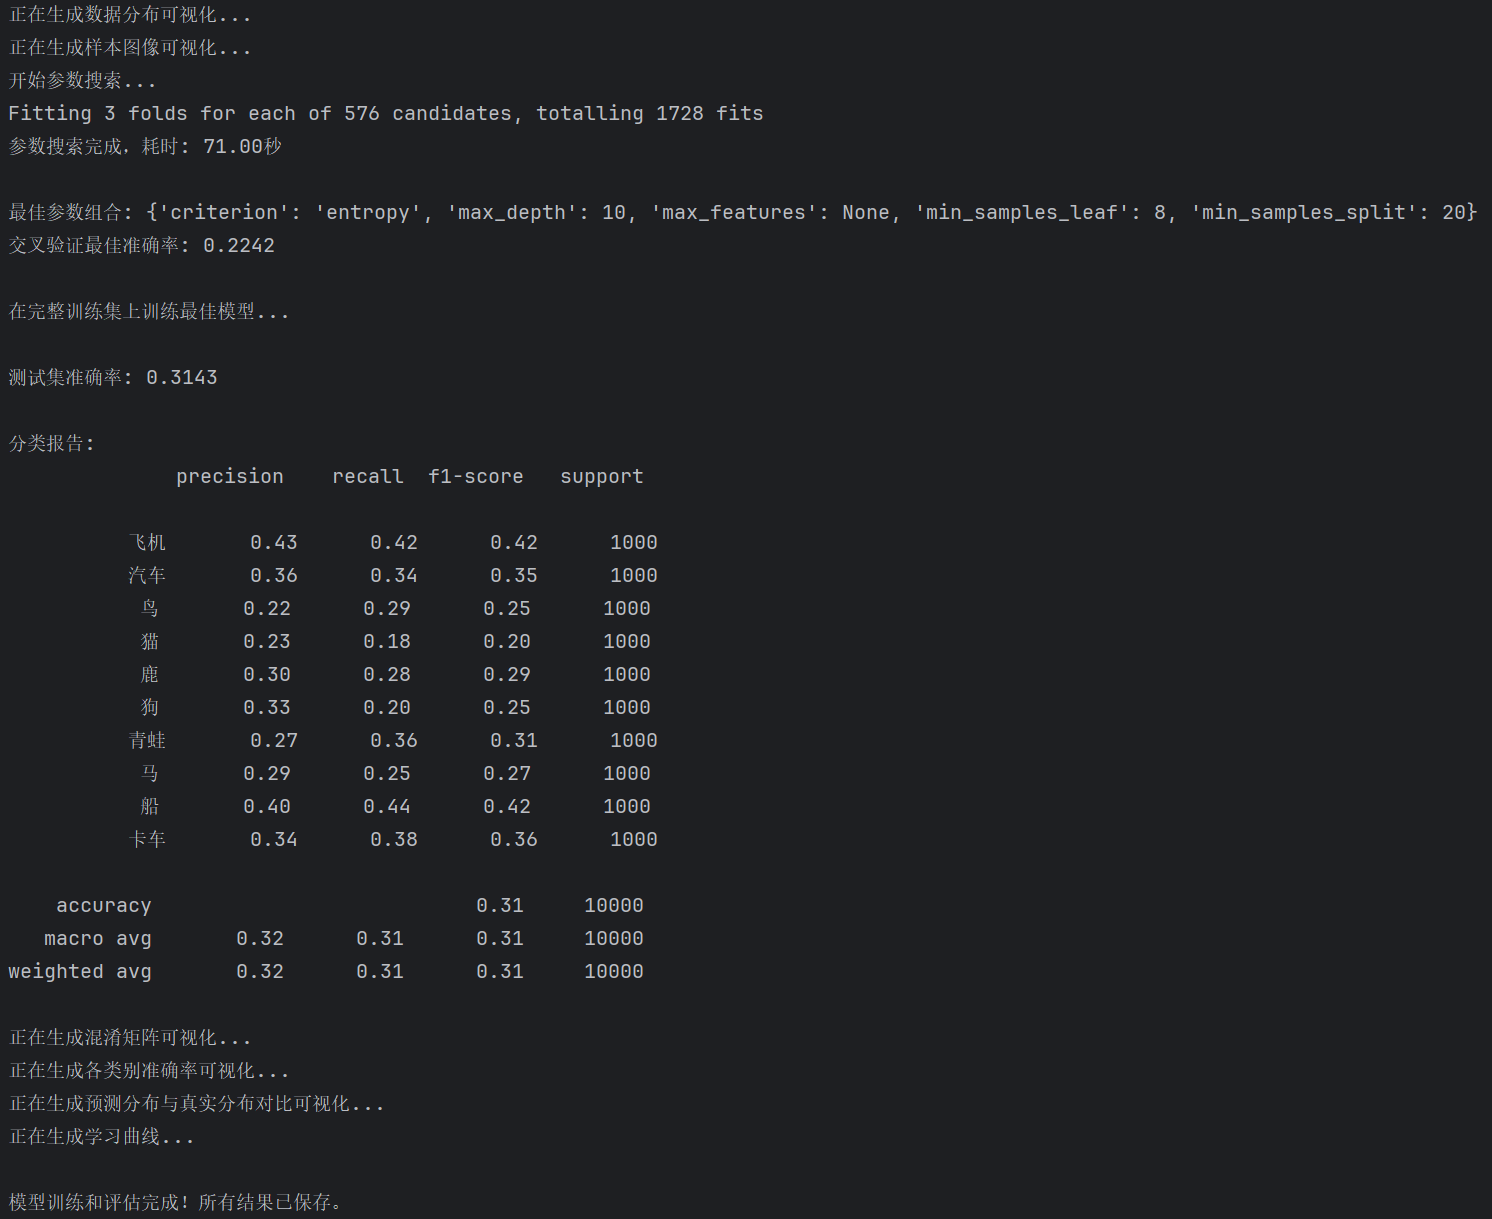 正在生成数据分布可视化...
正在生成样本图像可视化...
开始参数搜索...
Fitting 3 folds for each of 576 candidates, totalling 1728 fits
参数搜索完成，耗时: 71.00秒
最佳参数组合: {'criterion': 'entropy', 'max_depth': 10, 'max_features': None, 'min_samples_leaf': 8, 'min_samples_split': 20}
交叉验证最佳准确率: 0.2242
在完整训练集上训练最佳模型...
测试集准确率: 0.3143
分类报告:
precision recall f1-score support
飞机 0.43 0.42 0.42 1000
汽车 0.36 0.34 0.35 1000
鸟 0.22 0.29 0.25 1000
猫 0.23 0.18 0.20 1000
鹿 0.30 0.28 0.29 1000
狗 0.33 0.20 0.25 1000
青蛙 0.27 0.36 0.31 1000
马 0.29 0.25 0.27 1000
船 0.40 0.44 0.42 1000
卡车 0.34 0.38 0.36 1000
accuracy 0.31 10000
macro avg 0.32 0.31 0.31 10000
weighted avg 0.32 0.31 0.31 10000
正在生成混淆矩阵可视化...
正在生成各类别准确率可视化...
正在生成预测分布与真实分布对比可视化...
正在生成学习曲线...
模型训练和评估完成！所有结果已保存。